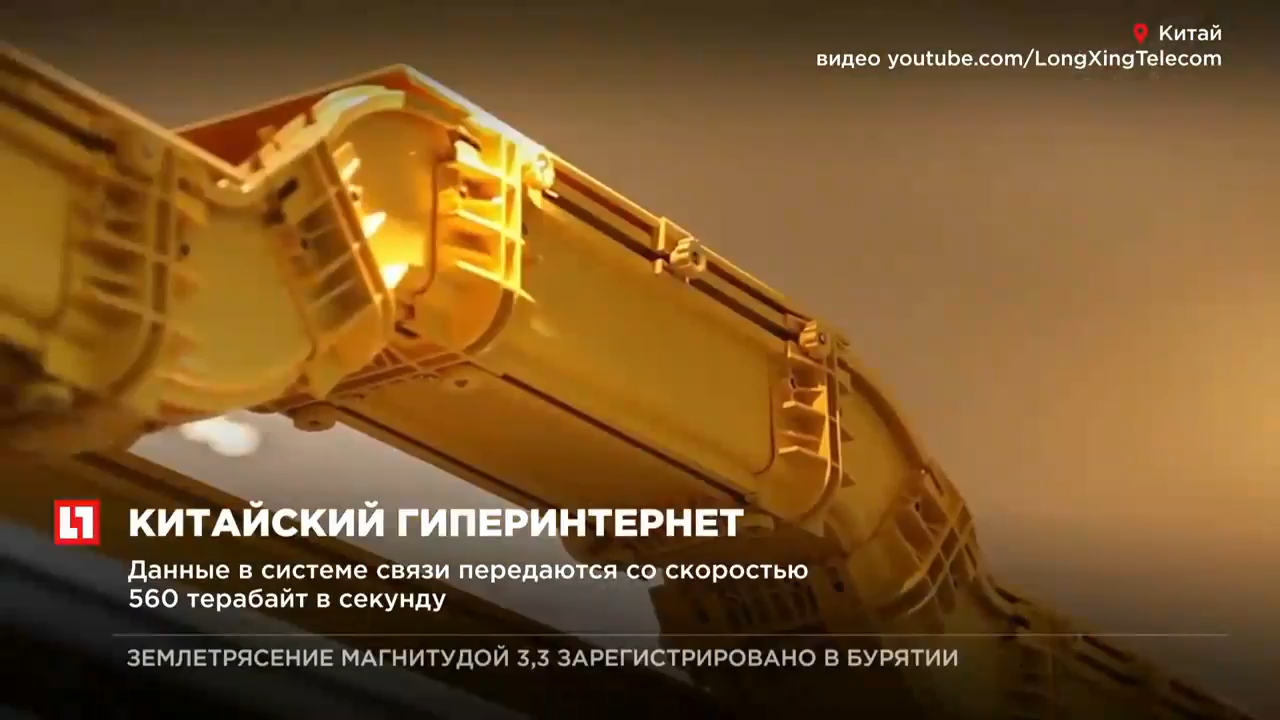 Китай
видео youtube.com/LongXingTelecom
КИТАЙСКИЙ ГИПЕРИНТЕРНЕТ
Данные в системе связи передаются со скоростью
560 терабайт в секунду
ЗЕМЛЕТРЯСЕНИЕ МАГНИТУДОЙ 3,3 ЗАРЕГИСТРИРОВАНО В БУРЯТИИ